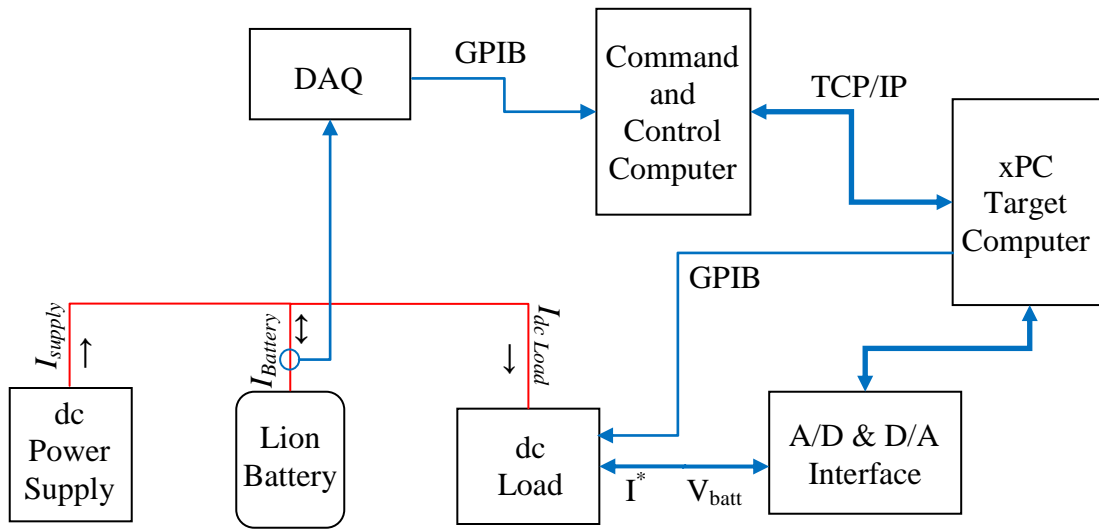 DAQ
GPIB
Command
and
Control
Computer
TCP/IP
xPC
Target
Computer
GPIB
I_supply
I_Battery
I_dc Load
dc
Power
Supply
Lion
Battery
dc
Load
I* V_batt
A/D & D/A
Interface